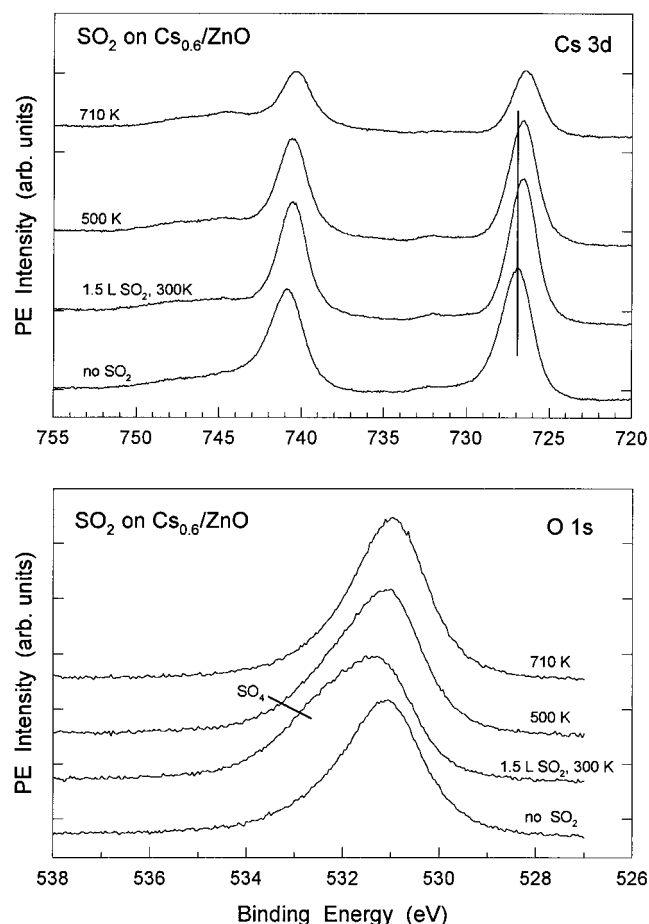 SO₂ on Cs₀.₆/ZnO
Cs 3d
710 K
500 K
1.5 L SO₂, 300K
no SO₂
PE Intensity (arb. units)
755 750 745 740 735 730 725 720
SO₂ on Cs₀.₆/ZnO
O 1s
710 K
SO₄
500 K
1.5 L SO₂, 300 K
no SO₂
PE Intensity (arb. units)
538 536 534 532 530 528 526
Binding Energy (eV)